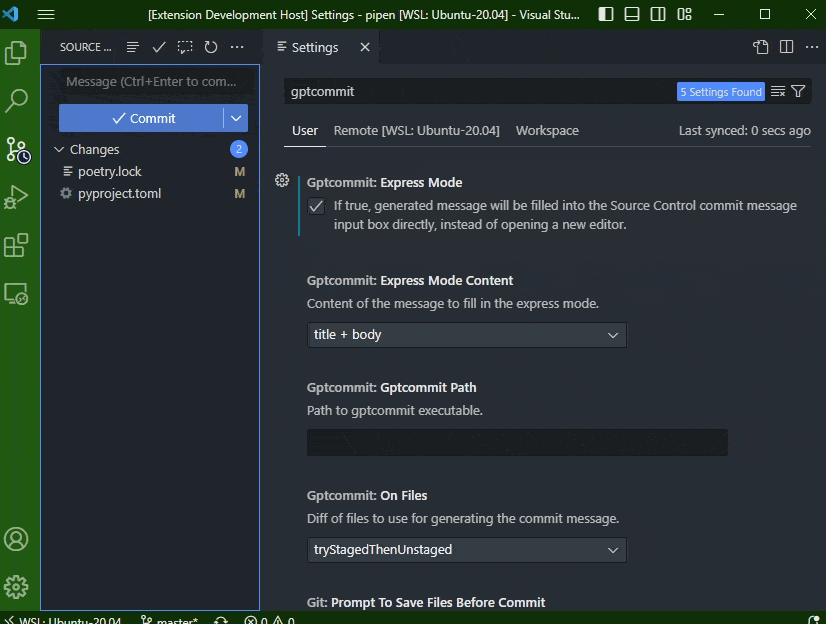 [Extension Development Host] Settings - pipen [WSL: Ubuntu-20.04] - Visual Stu...
SOURCE ...
Settings
Message (Ctrl+Enter to com...
Commit
Changes
2
poetry.lock
M
pyproject.toml
M
gptcommit
5 Settings Found
User
Remote [WSL: Ubuntu-20.04]
Workspace
Last synced: 0 secs ago
Gptcommit: Express Mode
If true, generated message will be filled into the Source Control commit message
input box directly, instead of opening a new editor.
Gptcommit: Express Mode Content
Content of the message to fill in the express mode.
title + body
Gptcommit: Gptcommit Path
Path to gptcommit executable.
Gptcommit: On Files
Diff of files to use for generating the commit message.
tryStagedThenUnstaged
Git: Prompt To Save Files Before Commit
WSL: Ubuntu-20.04
master*
0
0